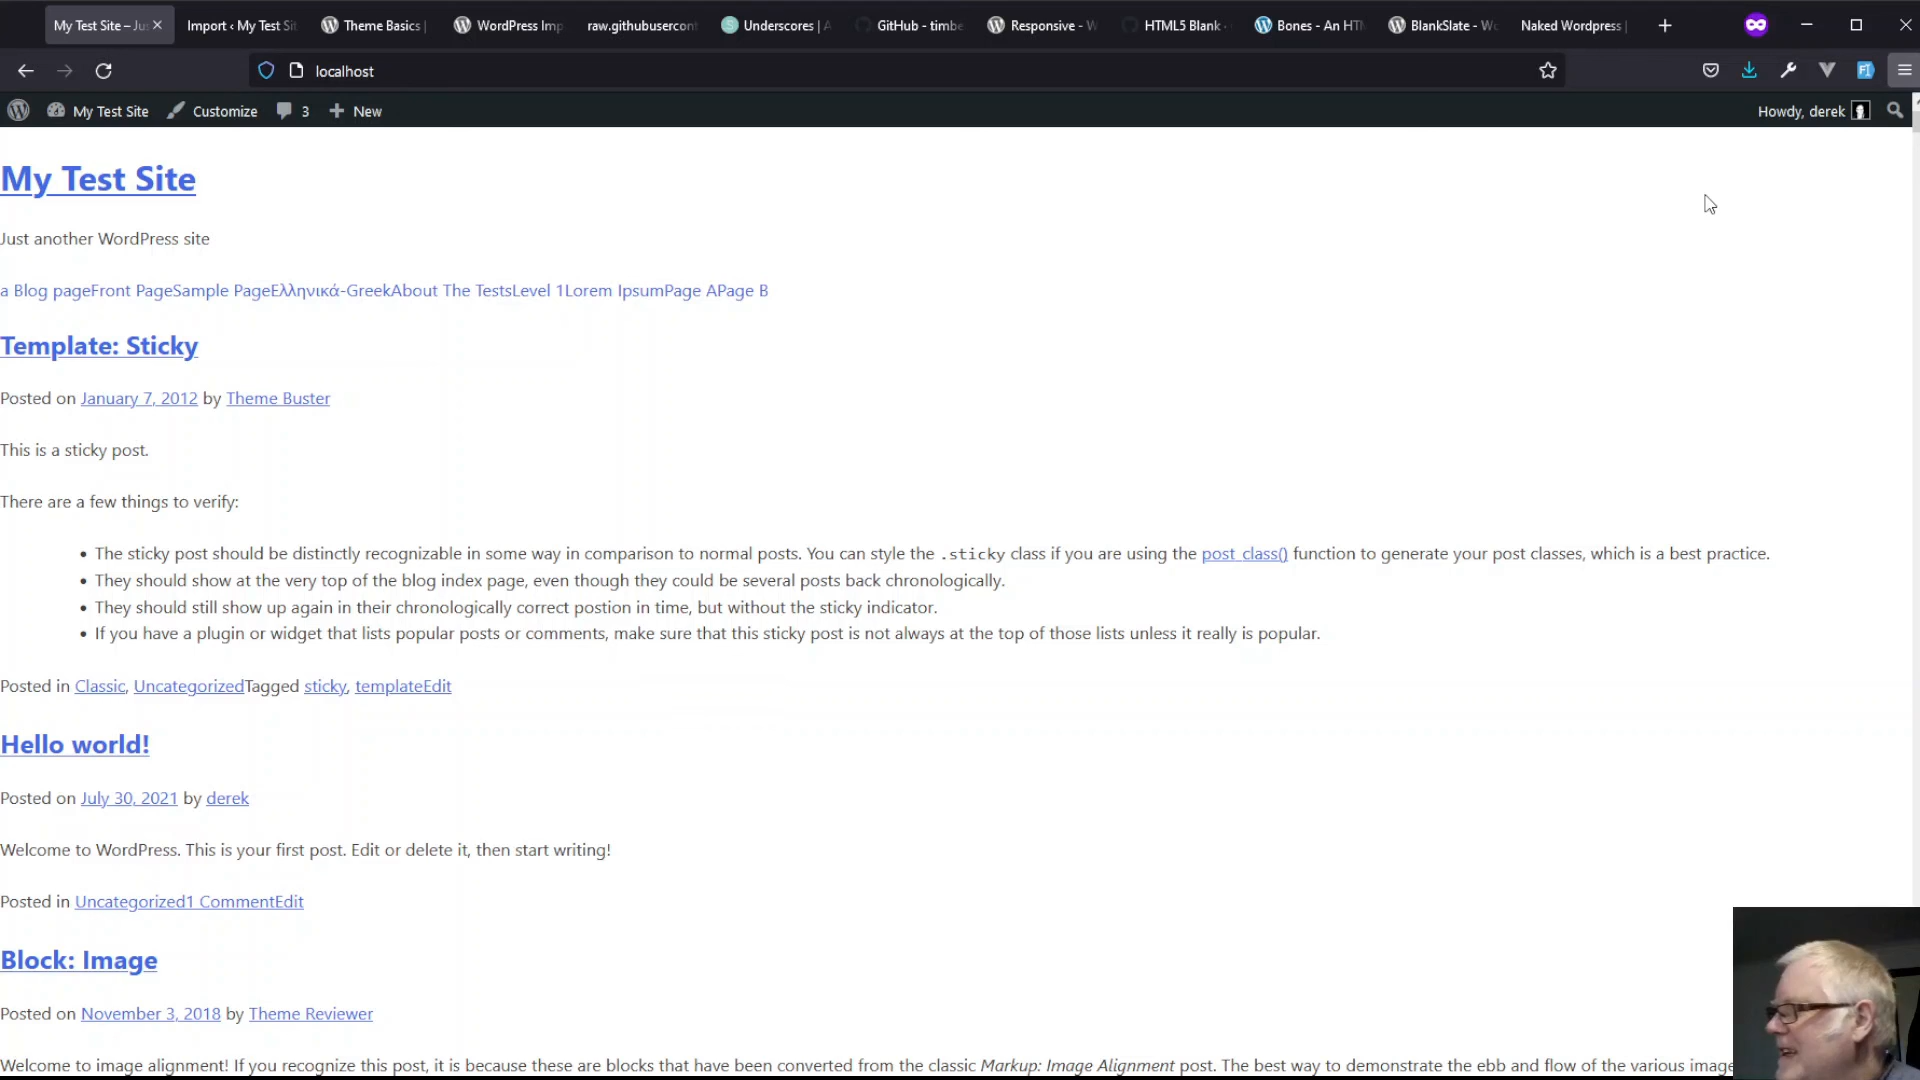 My Test Site – Ju
Import ‹ My Test Sit
Theme Basics |
WordPress Imp
raw.githubusercont
Underscores | A
GitHub - timbe
Responsive - W
HTML5 Blank
Bones - An HTM
BlankSlate - Wo
Naked Wordpress |
localhost
My Test Site
Customize
3
New
Howdy, derek
My Test Site
Just another WordPress site
a Blog pageFront PageSample PageΕλληνικά-GreekAbout The TestsLevel 1Lorem IpsumPage APage B
Template: Sticky
Posted on January 7, 2012 by Theme Buster
This is a sticky post.
There are a few things to verify:
• The sticky post should be distinctly recognizable in some way in comparison to normal posts. You can style the .sticky class if you are using the post_class() function to generate your post classes, which is a best practice.
• They should show at the very top of the blog index page, even though they could be several posts back chronologically.
• They should still show up again in their chronologically correct postion in time, but without the sticky indicator.
• If you have a plugin or widget that lists popular posts or comments, make sure that this sticky post is not always at the top of those lists unless it really is popular.
Posted in Classic, UncategorizedTagged sticky, templateEdit
Hello world!
Posted on July 30, 2021 by derek
Welcome to WordPress. This is your first post. Edit or delete it, then start writing!
Posted in Uncategorized1 CommentEdit
Block: Image
Posted on November 3, 2018 by Theme Reviewer
Welcome to image alignment! If you recognize this post, it is because these are blocks that have been converted from the classic Markup: Image Alignment post. The best way to demonstrate the ebb and flow of the various image